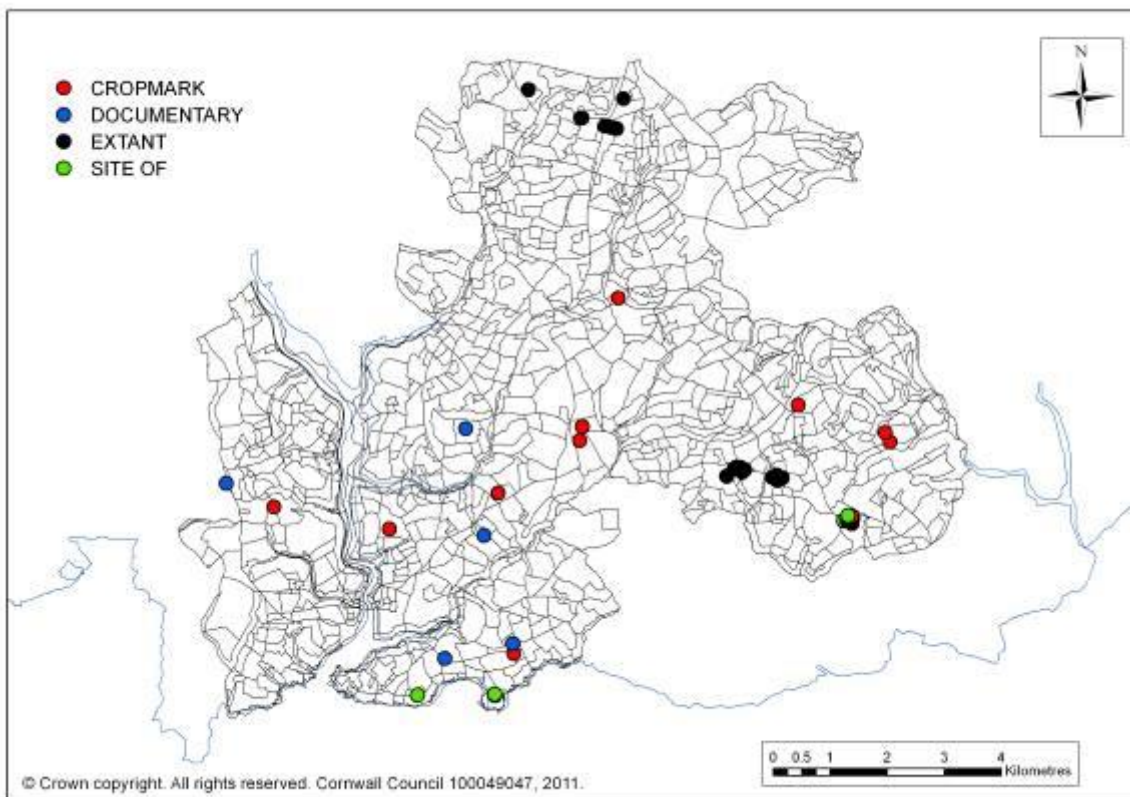 N
CROPMARK
DOCUMENTARY
EXTANT
SITE OF
0 0.5 1 2 3 4
Kilometres
© Crown copyright. All rights reserved. Cornwall Council 100049047, 2011.